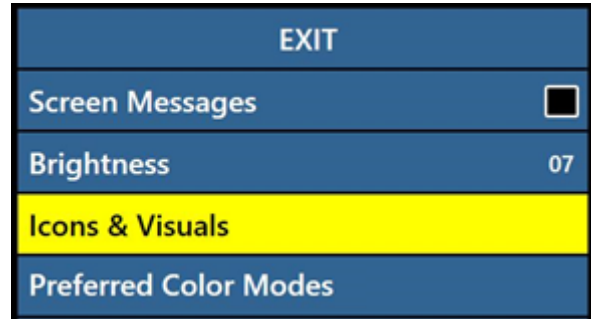 EXIT
Screen Messages
Brightness 07
Icons & Visuals
Preferred Color Modes